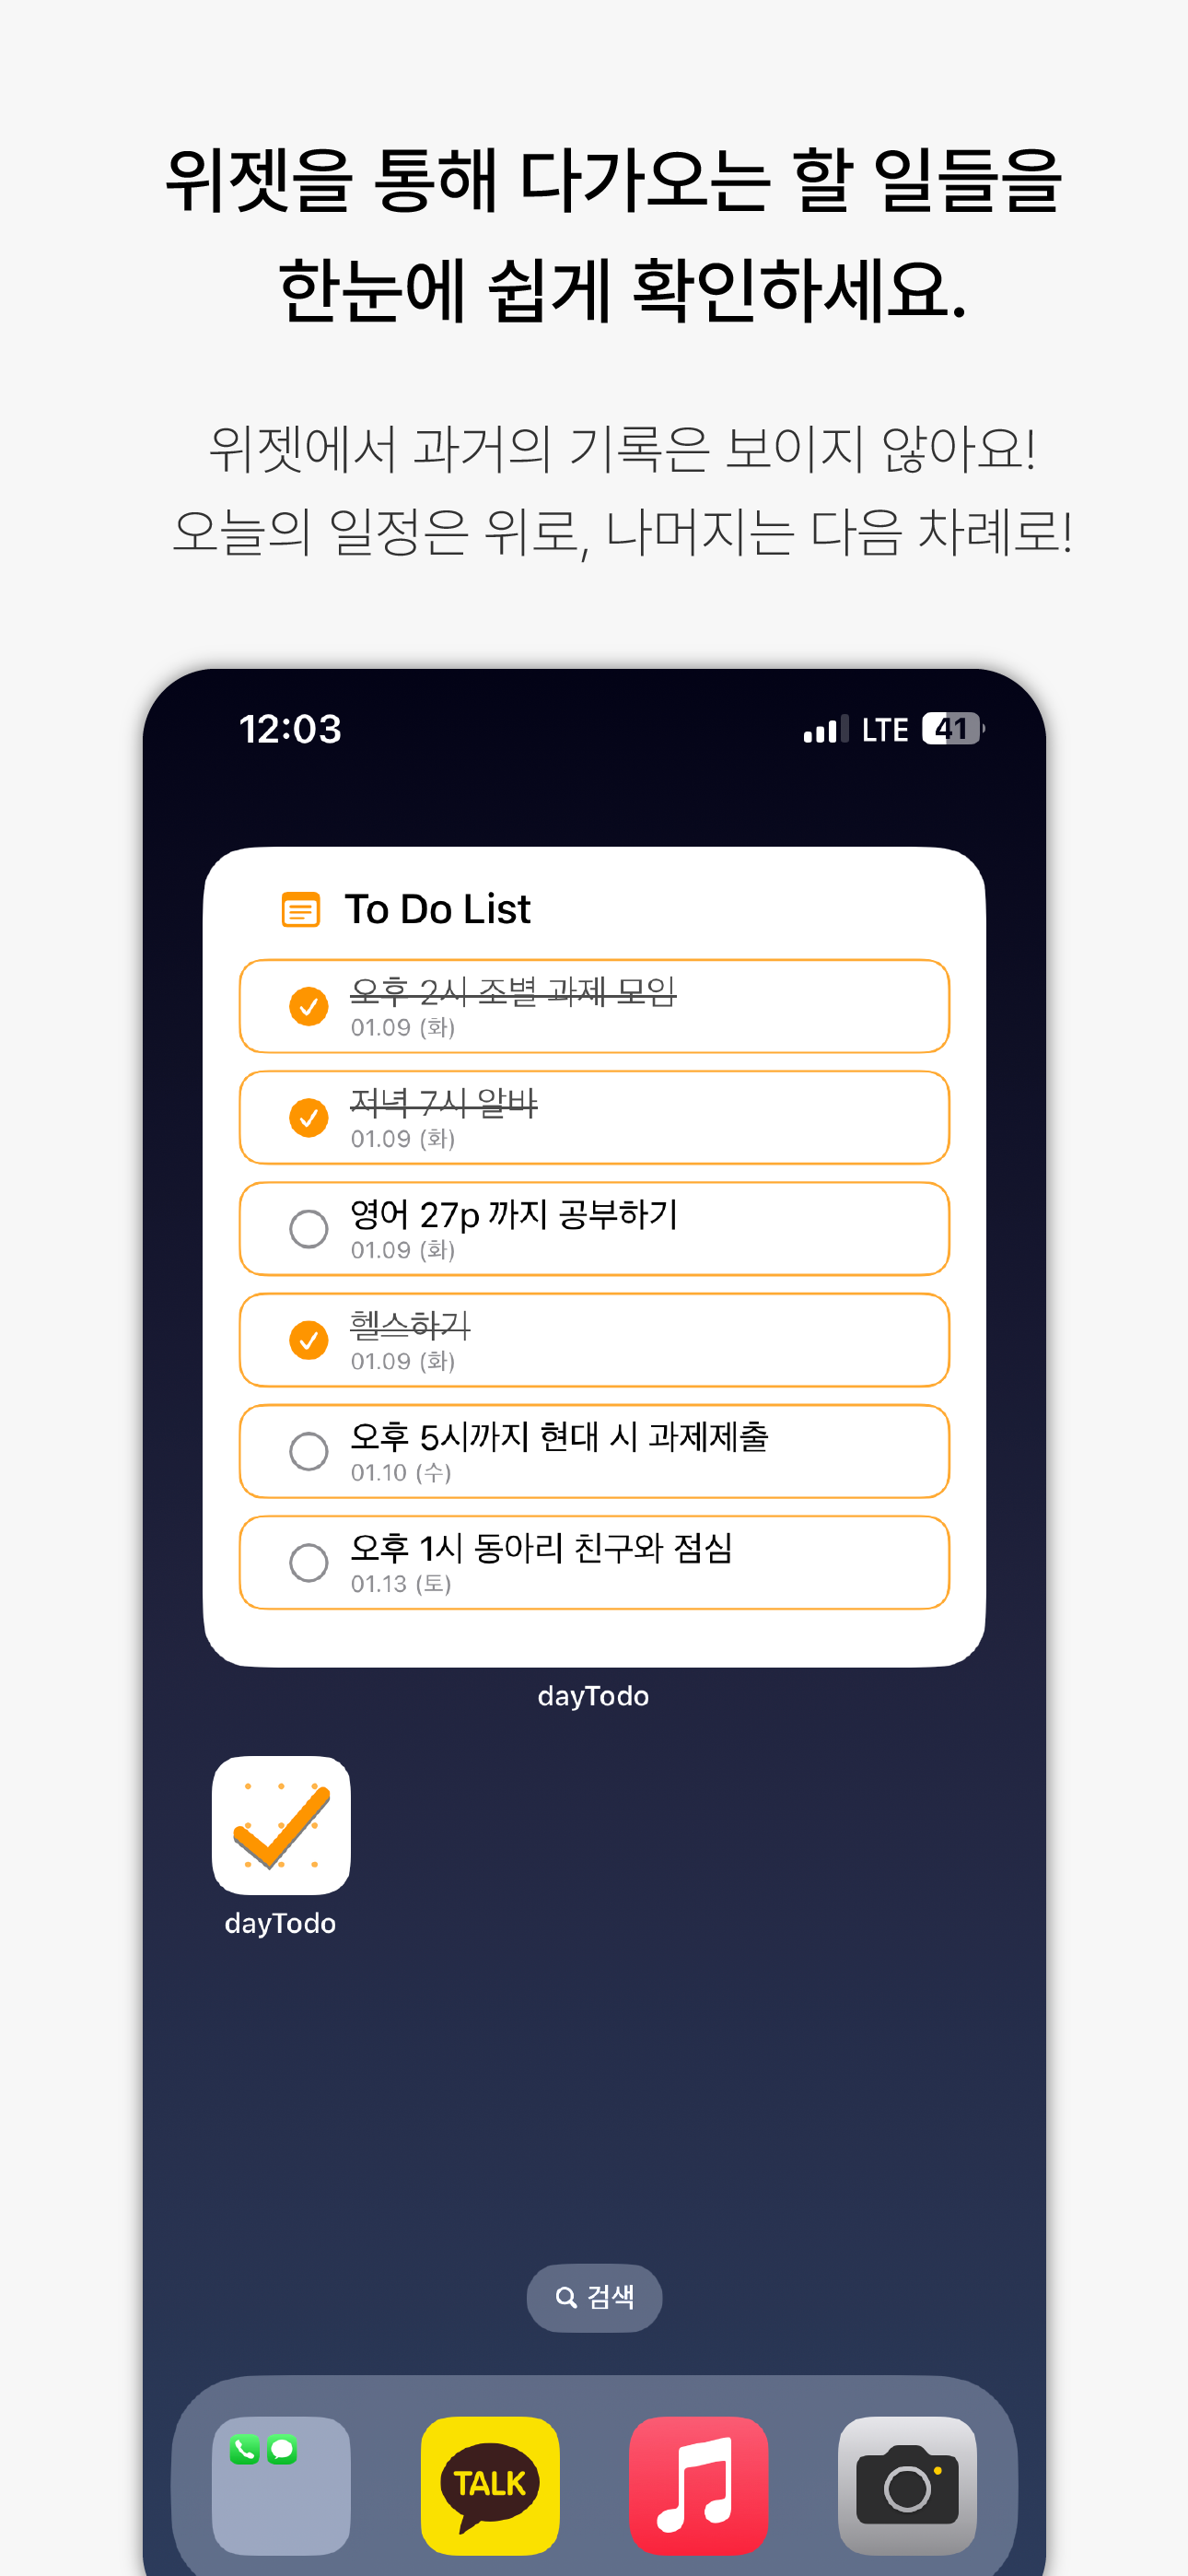 위젯을 통해 다가오는 할 일들을
한눈에 쉽게 확인하세요.
위젯에서 과거의 기록은 보이지 않아요!
오늘의 일정은 위로, 나머지는 다음 차례로!
12:03 LTE 41
To Do List
오후 2시 조별 과제 모임
01.09 (화)
저녁 7시 알바
01.09 (화)
영어 27p 까지 공부하기
01.09 (화)
헬스하기
01.09 (화)
오후 5시까지 현대 시 과제제출
01.10 (수)
오후 1시 동아리 친구와 점심
01.13 (토)
dayTodo
dayTodo
검색
TALK